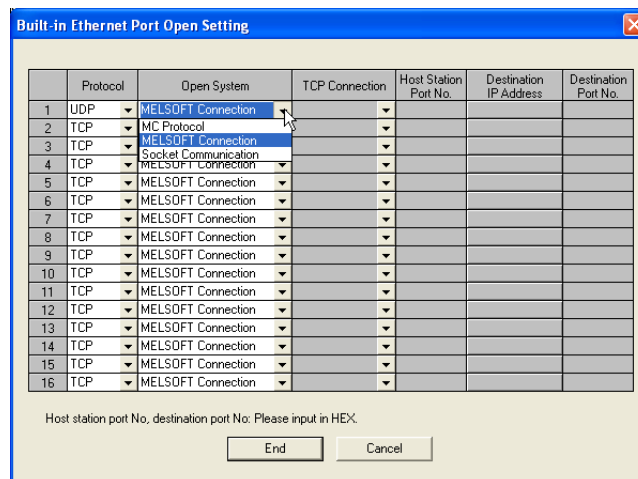 Built-in Ethernet Port Open Setting
Protocol Open System TCP Connection Host Station Port No. Destination IP Address Destination Port No.
1 UDP MELSOFT Connection
2 TCP MC Protocol
3 TCP MELSOFT Connection
Socket Communication
4 TCP MELSOFT Connection
5 TCP MELSOFT Connection
6 TCP MELSOFT Connection
7 TCP MELSOFT Connection
8 TCP MELSOFT Connection
9 TCP MELSOFT Connection
10 TCP MELSOFT Connection
11 TCP MELSOFT Connection
12 TCP MELSOFT Connection
13 TCP MELSOFT Connection
14 TCP MELSOFT Connection
15 TCP MELSOFT Connection
16 TCP MELSOFT Connection
Host station port No, destination port No: Please input in HEX.
End Cancel